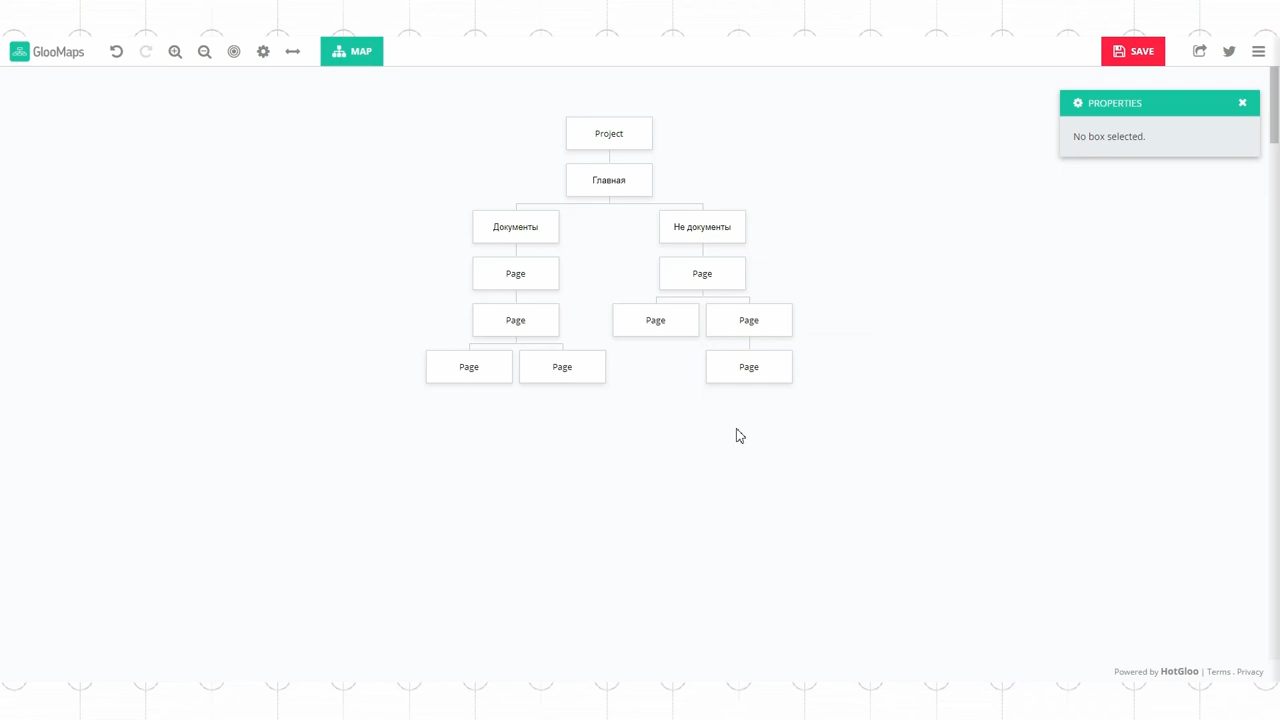 GlooMaps
MAP
SAVE
PROPERTIES
No box selected.
Project
Главная
Документы
Не документы
Page
Page
Page
Page
Page
Page
Page
Page
Powered by HotGloo | Terms . Privacy